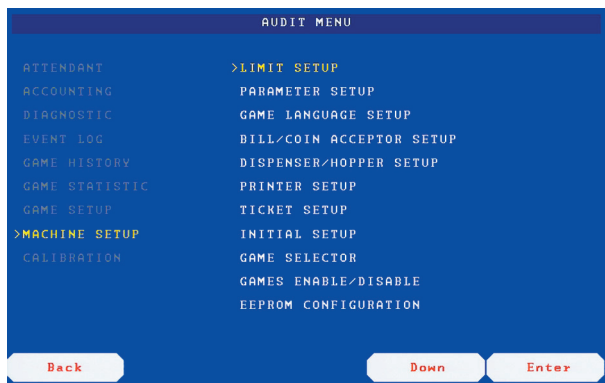 AUDIT MENU
ATTENDANT
ACCOUNTING
DIAGNOSTIC
EVENT LOG
GAME HISTORY
GAME STATISTIC
GAME SETUP
>MACHINE SETUP
CALIBRATION
>LIMIT SETUP
PARAMETER SETUP
GAME LANGUAGE SETUP
BILL/COIN ACCEPTOR SETUP
DISPENSER/HOPPER SETUP
PRINTER SETUP
TICKET SETUP
INITIAL SETUP
GAME SELECTOR
GAMES ENABLE/DISABLE
EEPROM CONFIGURATION
Back
Down
Enter